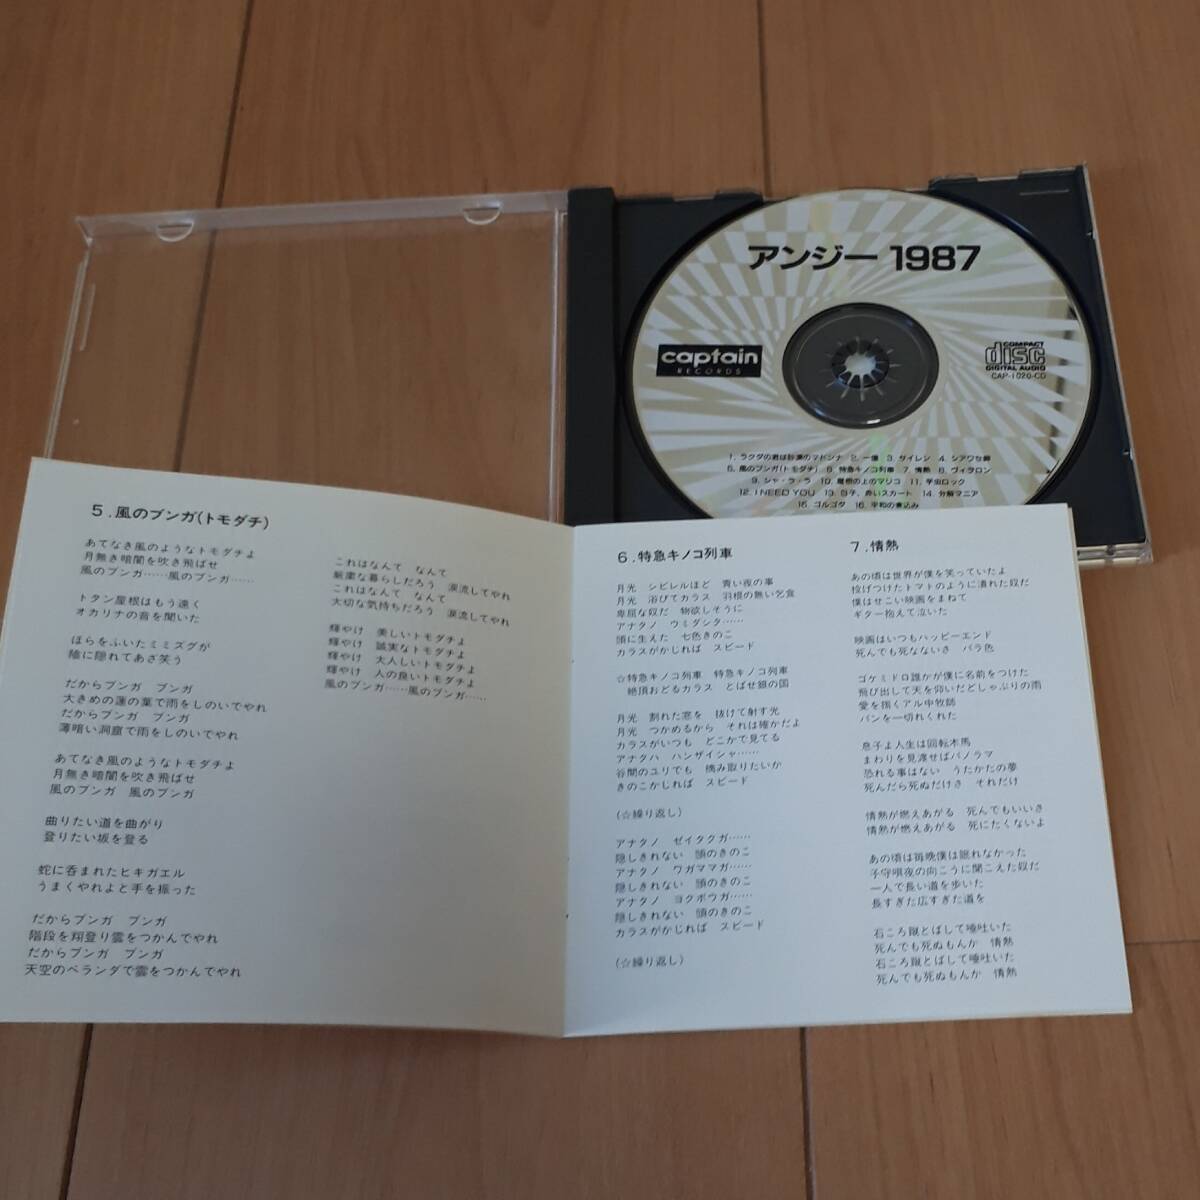 アンジー 1987
captain
RECORDS
COMPACT
disc
DIGITAL AUDIO
CAP-1020-CD
1. ラクダの君は砂漠のマドンナ 2. 一億 3. サイレン 4. シアワセ節
5. 風のブンガ(トモダチ) 6. 特急キノコ列車 7. 情熱 8. ヴィヨロン
9. シャ・ラ・ラ 10. 屋根の上のマリコ 11. 学虫ロック
12. I NEED YOU 13. B子、赤いスカート 14. 分解マニア
15. ゴルゴタ 16. 平和の煮込み
5.風のブンガ(トモダチ)
あてなき風のようなトモダチよ
月無き暗闇を吹き飛ばせ
風のブンガ……風のブンガ……
トタン屋根はもう遠く
オカリナの音を聞いた
ほらをふいたミミズグが
陰に隠れてあざ笑う
だからブンガ ブンガ
大きめの蓮の葉で雨をしのいでやれ
だからブンガ ブンガ
薄暗い洞窟で雨をしのいでやれ
あてなき風のようなトモダチよ
月無き暗闇を吹き飛ばせ
風のブンガ 風のブンガ
曲りたい道を曲がり
登りたい坂を登る
蛇に呑まれたヒキガエル
うまくやれよと手を振った
だからブンガ ブンガ
階段を翔登り雲をつかんでやれ
だからブンガ ブンガ
天空のベランダで雲をつかんでやれ
これはなんて なんて
厳粛な暮らしだろう 涙流してやれ
これはなんて なんて
大切な気持ちだろう 涙流してやれ
輝やけ 美しいトモダチよ
輝やけ 誠実なトモダチよ
輝やけ 大人しいトモダチよ
輝やけ 人の良いトモダチよ
風のブンガ……風のブンガ……
6.特急キノコ列車
月光 シビレルほど 青い夜の事
月光 浴びてカラス 羽根の無い乞食
卑屈な奴だ 物欲しそうに
アナタノ ウミダシタ……
頭に生えた 七色きのこ
カラスがかじれば スピード
☆特急キノコ列車 特急キノコ列車
絶頂おどるカラス とばせ銀の国
月光 割れた窓を 抜けて射す光
月光 つかめるから それは確かだよ
カラスがいつも どこかで見てる
アナタハ ハンザイシャ……
谷間のユリでも 摘み取りたいか
きのこかじれば スピード
(☆繰り返し)
アナタノ ゼイタクガ……
隠しきれない 頭のきのこ
アナタノ ワガママガ……
隠しきれない 頭のきのこ
アナタノ ヨクボウガ……
隠しきれない 頭のきのこ
カラスがかじれば スピード
(☆繰り返し)
7.情熱
あの頃は世界が僕を笑っていたよ
投げつけたトマトのように潰れた奴だ
僕はせこい映画をまねて
ギター抱えて泣いた
映画はいつもハッピーエンド
死んでも死なないさ バラ色
ゴケミドロ誰かが僕に名前をつけた
飛び出して天を仰いだどしゃぶりの雨
愛を掴くアル中牧師
パンを一切れくれた
息子よ人生は回転木馬
まわりを見渡せばパノラマ
恐れる事はない うたかたの夢
死んだら死ぬだけさ それだけ
情熱が燃えあがる 死んでもいいさ
情熱が燃えあがる 死にたくないよ
あの頃は毎晩僕は眠れなかった
子守唄夜の向こうに聞こえた奴だ
一人で長い道を歩いた
長すぎた広すぎた道を
石ころ蹴とばして唾吐いた
死んでも死ぬもんか 情熱
石ころ蹴とばして唾吐いた
死んでも死ぬもんか 情熱